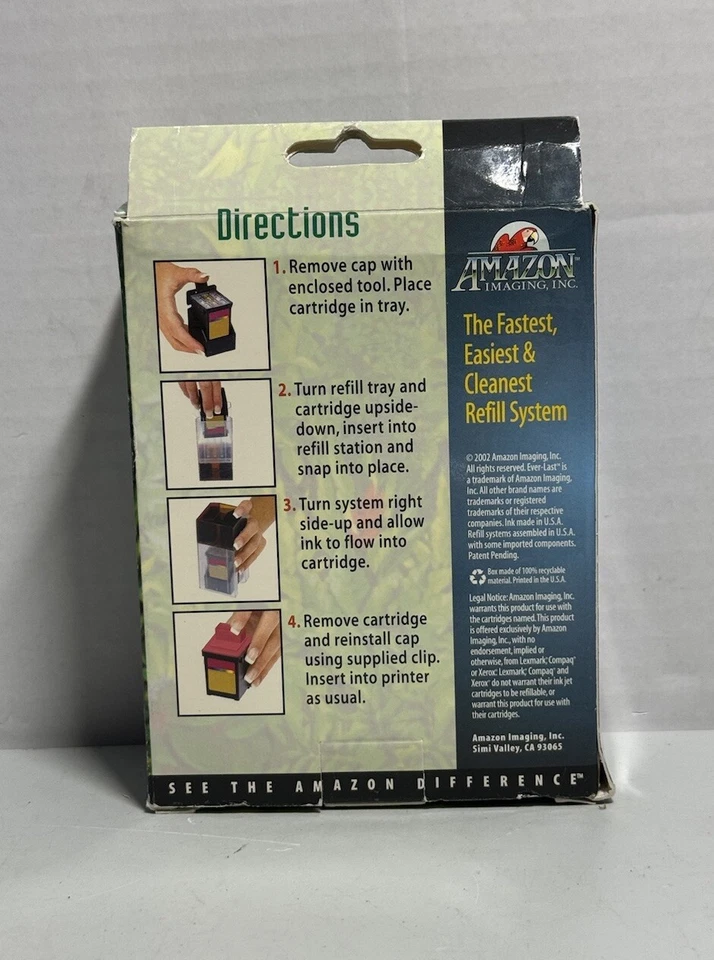 Directions
1. Remove cap with
enclosed tool. Place
cartridge in tray.
2. Turn refill tray and
cartridge upside-
down, insert into
refill station and
snap into place.
3. Turn system right
side-up and allow
ink to flow into
cartridge.
4. Remove cartridge
and reinstall cap
using supplied clip.
Insert into printer
as usual.
AMAZON™
IMAGING, INC.
The Fastest,
Easiest &
Cleanest
Refill System
© 2002 Amazon Imaging, Inc.
All rights reserved. Ever-Last™ is
a trademark of Amazon Imaging,
Inc. All other brand names are
trademarks or registered
trademarks of their respective
companies. Ink made in U.S.A.
Refill systems assembled in U.S.A.
with some imported components.
Patent Pending.
Box made of 100% recyclable
material. Printed in the U.S.A.
Legal Notice: Amazon Imaging, Inc.
warrants this product for use with
the cartridges named. This product
is offered exclusively by Amazon
Imaging, Inc., with no
endorsement, implied or
otherwise, from Lexmark, Compaq®
or Xerox. Lexmark, Compaq® and
Xerox® do not warrant their ink jet
cartridges to be refillable, or
warrant this product for use with
their cartridges.
Amazon Imaging, Inc.
Simi Valley, CA 93065
SEE THE AMAZON DIFFERENCE™